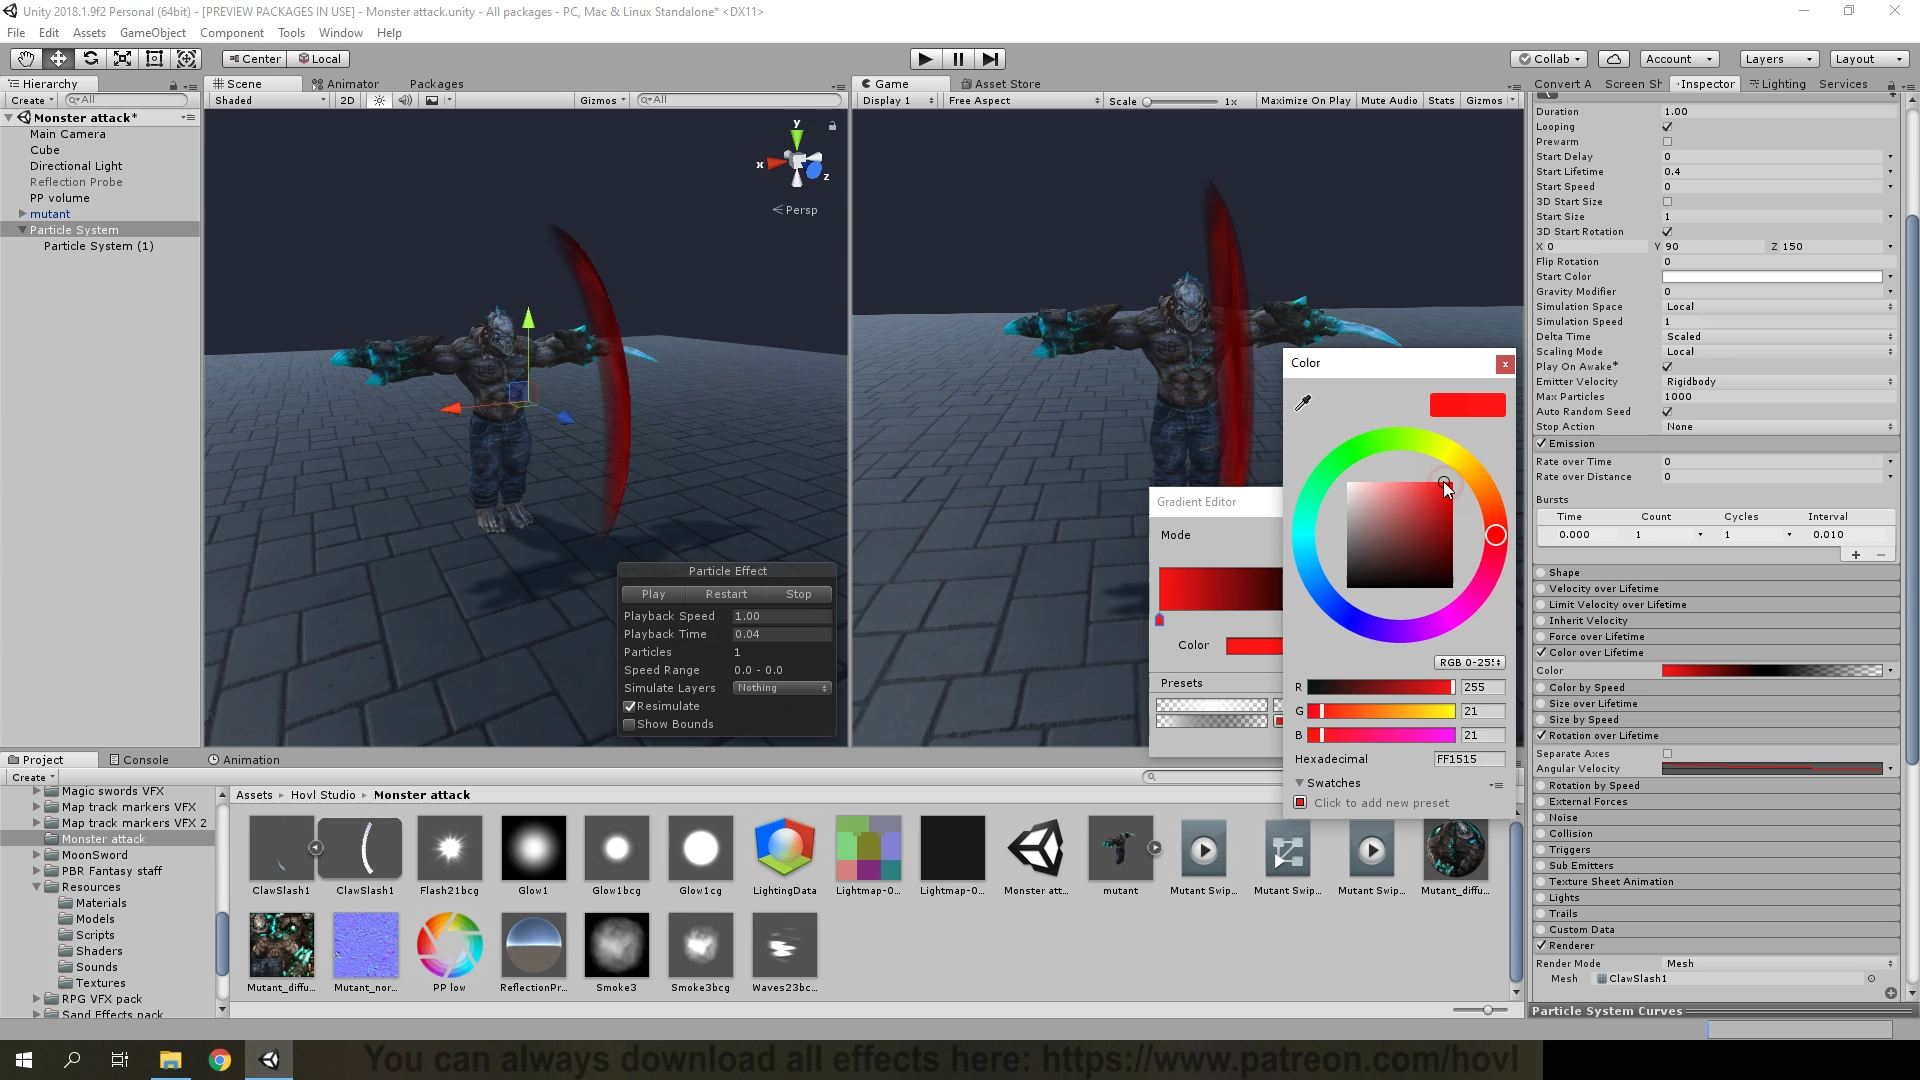 Unity 2018.1.9f2 Personal (64bit) - [PREVIEW PACKAGES IN USE] - Monster attack.unity - All packages - PC, Mac & Linux Standalone* <DX11>
File Edit Assets GameObject Component Tools Window Help
Center Local Collab Account Layers Layout
Hierarchy Scene Animator Packages Game Asset Store Convert A Screen Sh Inspector Lighting Services
Create All Shaded 2D Gizmos All Display 1 Free Aspect Scale 1x Maximize On Play Mute Audio Stats Gizmos
Monster attack*
Main Camera
Cube
Directional Light
Reflection Probe
PP volume
mutant
Particle System
Particle System (1)
y
x
z
Persp
Particle Effect
Play Restart Stop
Playback Speed 1.00
Playback Time 0.04
Particles 1
Speed Range 0.0 - 0.0
Simulate Layers Nothing
Resimulate
Show Bounds
Gradient Editor
Mode
Color
Presets
Color
x
RGB 0-255
R 255
G 21
B 21
Hexadecimal FF1515
Swatches
Click to add new preset
Duration 1.00
Looping
Prewarm
Start Delay 0
Start Lifetime 0.4
Start Speed 0
3D Start Size
Start Size 1
3D Start Rotation
X 0 Y 90 Z 150
Flip Rotation 0
Start Color
Gravity Modifier 0
Simulation Space Local
Simulation Speed 1
Delta Time Scaled
Scaling Mode Local
Play On Awake*
Emitter Velocity Rigidbody
Max Particles 1000
Auto Random Seed
Stop Action None
Emission
Rate over Time 0
Rate over Distance 0
Bursts
Time Count Cycles Interval
0.000 1 1 0.010
Shape
Velocity over Lifetime
Limit Velocity over Lifetime
Inherit Velocity
Force over Lifetime
Color over Lifetime
Color
Color by Speed
Size over Lifetime
Size by Speed
Rotation over Lifetime
Separate Axes
Angular Velocity
Rotation by Speed
External Forces
Noise
Collision
Triggers
Sub Emitters
Texture Sheet Animation
Lights
Trails
Custom Data
Renderer
Render Mode Mesh
Mesh ClawSlash1
Particle System Curves
Project Console Animation
Create
Magic swords VFX
Map track markers VFX
Map track markers VFX 2
Monster attack
MoonSword
PBR Fantasy staff
Resources
Materials
Models
Scripts
Shaders
Sounds
Textures
RPG VFX pack
Sand Effects pack
Assets Hovl Studio Monster attack
ClawSlash1 ClawSlash1 Flash21bcg Glow1 Glow1bcg Glow1cg LightingData Lightmap-0... Lightmap-0... Monster att... mutant Mutant Swip... Mutant Swip... Mutant Swip... Mutant_diffu...
Mutant_diffu... Mutant_nor... PP low ReflectionPr... Smoke3 Smoke3bcg Waves23bc...
You can always download all effects here: https://www.patreon.com/hovl